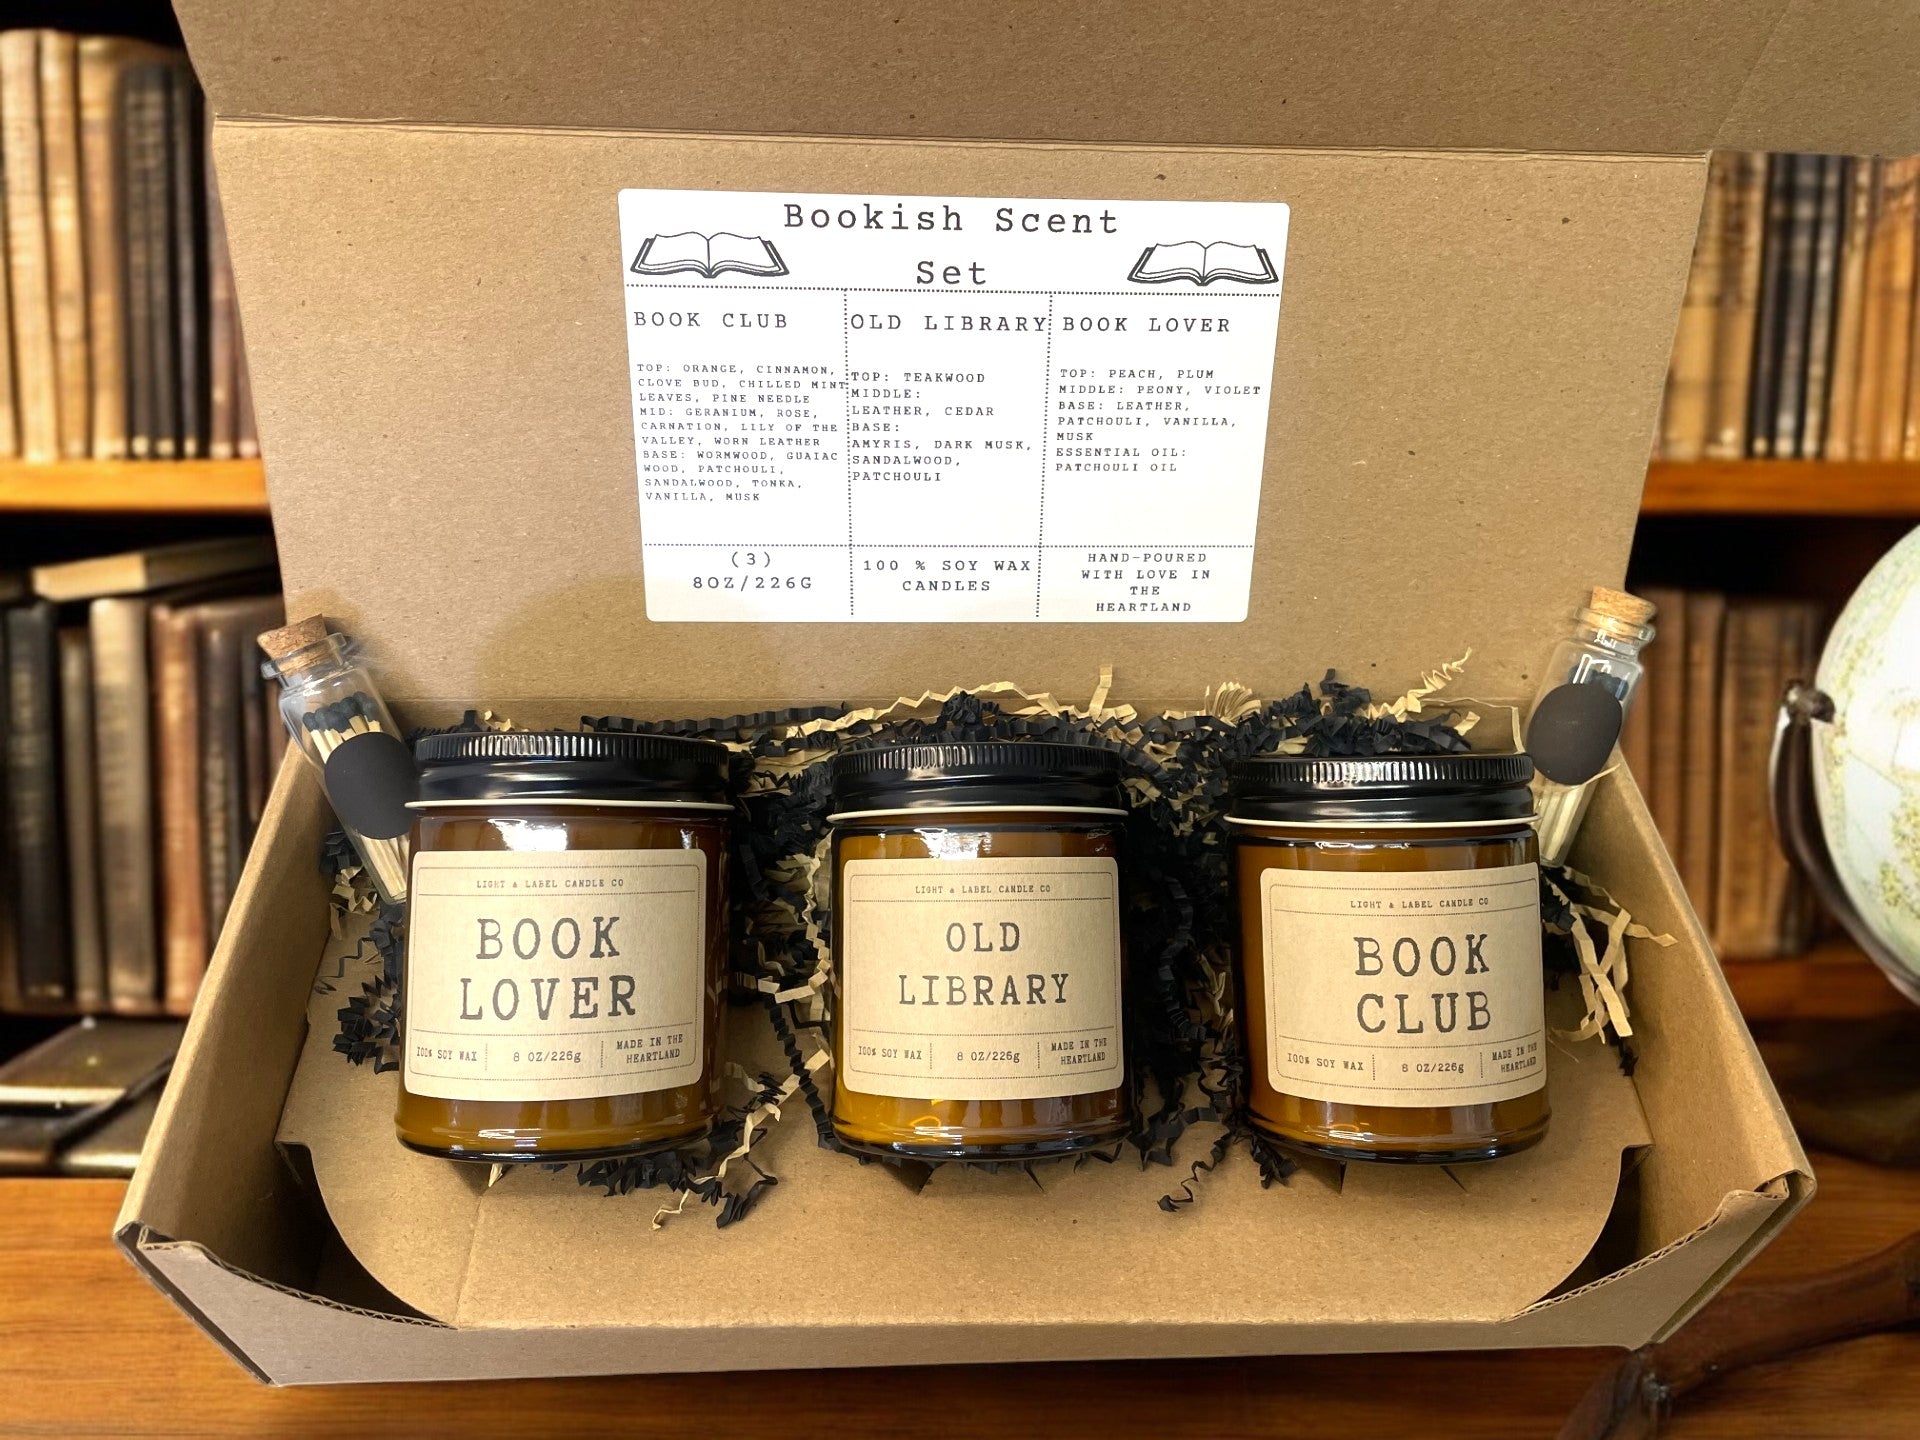 Bookish Scent
Set
BOOK CLUB
TOP: ORANGE, CINNAMON,
CLOVE BUD, CHILLED MINT
LEAVES, PINE NEEDLE
MID: GERANIUM, ROSE,
CARNATION, LILY OF THE
VALLEY, WORN LEATHER
BASE: WORMWOOD, GUAIAC
WOOD, PATCHOULI,
SANDALWOOD, TONKA,
VANILLA, MUSK
OLD LIBRARY
TOP: TEAKWOOD
MIDDLE:
LEATHER, CEDAR
BASE:
AMYRIS, DARK MUSK,
SANDALWOOD,
PATCHOULI
BOOK LOVER
TOP: PEACH, PLUM
MIDDLE: PEONY, VIOLET
BASE: LEATHER,
PATCHOULI, VANILLA,
MUSK
ESSENTIAL OIL:
PATCHOULI OIL
(3)
8OZ/226G
100 % SOY WAX
CANDLES
HAND-POURED
WITH LOVE IN
THE
HEARTLAND
LIGHT & LABEL CANDLE CO
BOOK
LOVER
100% SOY WAX
8 OZ/226g
MADE IN THE
HEARTLAND
LIGHT & LABEL CANDLE CO
OLD
LIBRARY
100% SOY WAX
8 OZ/226g
MADE IN THE
HEARTLAND
LIGHT & LABEL CANDLE CO
BOOK
CLUB
100% SOY WAX
8 OZ/226g
MADE IN THE
HEARTLAND